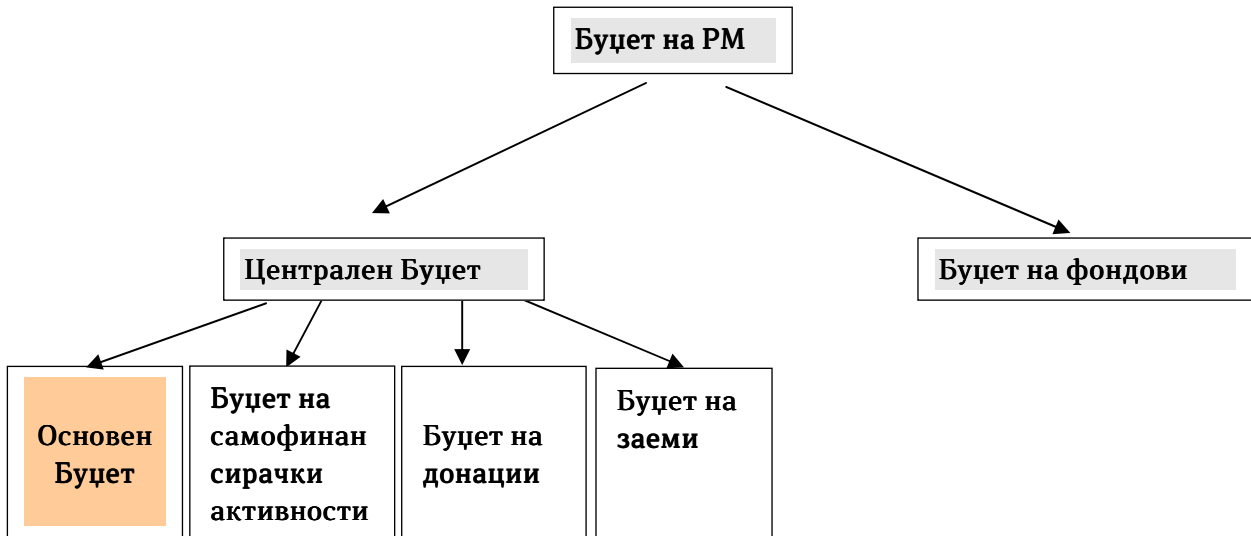 Буџет на РМ
Централен Буџет
Буџет на фондови
Основен
Буџет
Буџет на
самофинан
сирачки
активности
Буџет на
донации
Буџет на
заеми